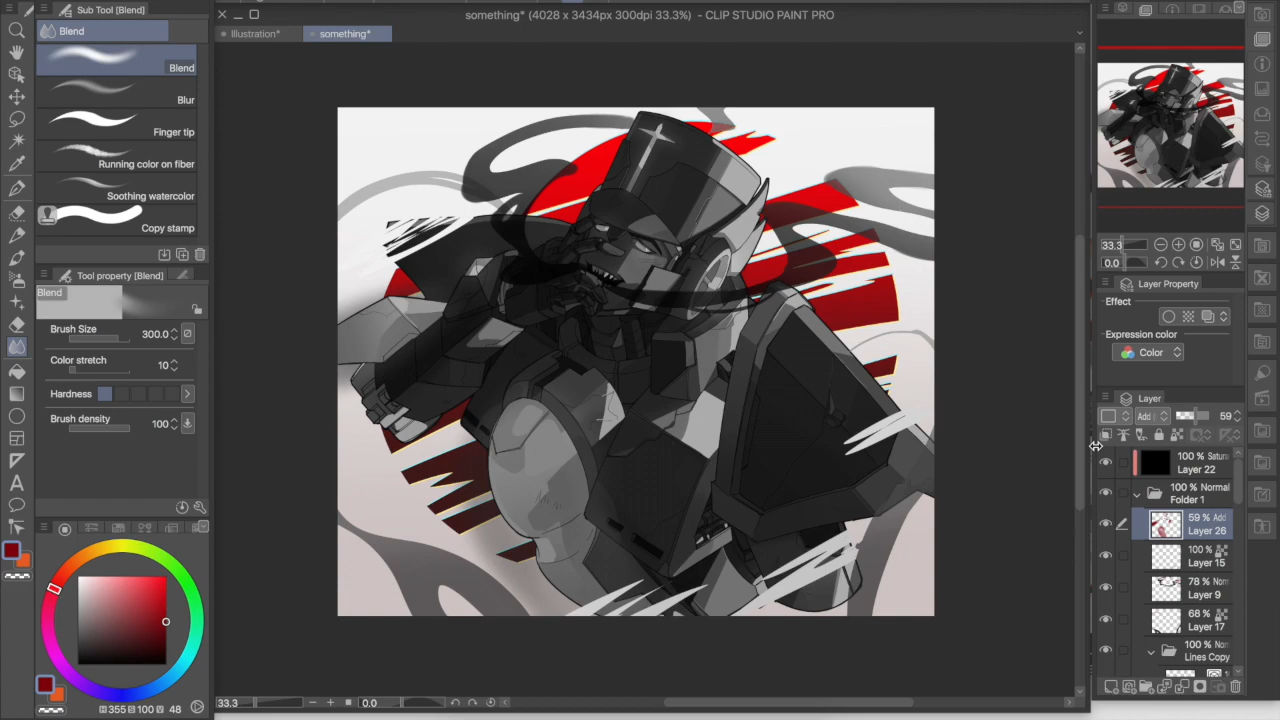 Sub Tool [Blend]
Blend
Blend
Blur
Finger tip
Running color on fiber
Soothing watercolor
Copy stamp
Tool property [Blend]
Blend
Brush Size
300.0
Color stretch
10
Hardness
Brush density
100
H 355 S 100 V 48
something* (4028 x 3434px 300dpi 33.3%) - CLIP STUDIO PAINT PRO
Illustration*
something*
33.3
0.0
33.3
0.0
Layer Property
Effect
Expression color
Color
Layer
Add
59
100 % Satura
Layer 22
100 % Normal
Folder 1
59 % Add
Layer 26
100 %
Layer 15
78 % Nor
Layer 9
68 %
Layer 17
100 % Nor
Lines Copy